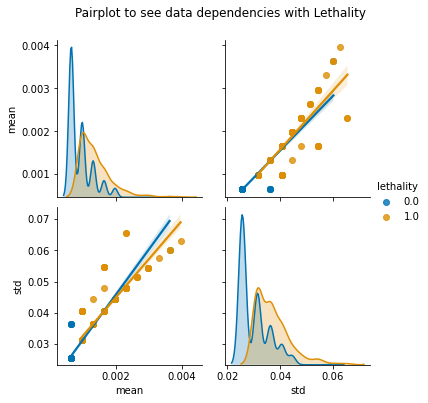 Pairplot to see data dependencies with Lethality
0.004
0.003
0.002
0.001
mean
lethality
0.0
1.0
0.07
0.06
0.05
0.04
0.03
std
0.002
0.004
mean
0.02
0.04
0.06
std